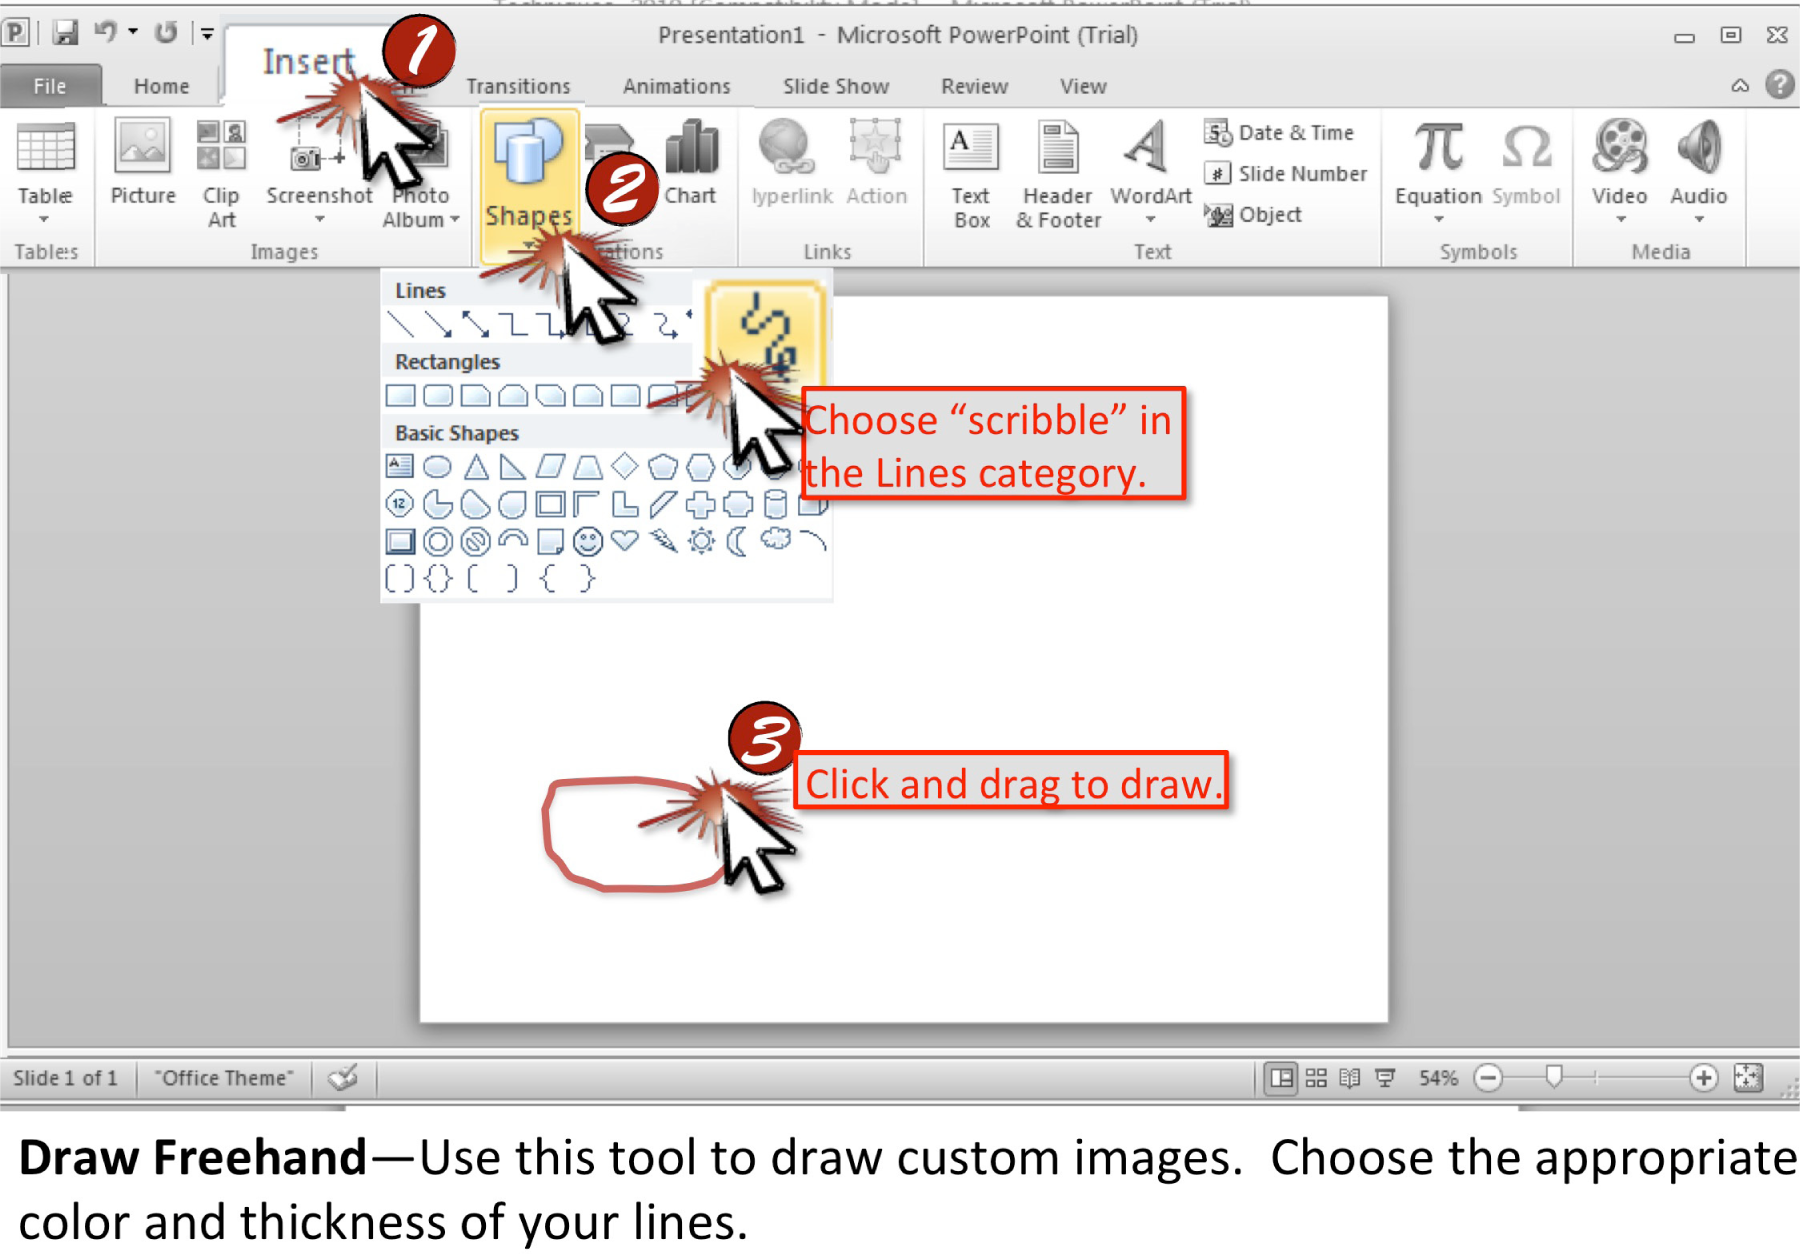 Presentation1 - Microsoft PowerPoint (Trial)
Insert 1
File Home Transitions Animations Slide Show Review View
Table Picture Clip Art Screenshot Photo Album Shapes 2 Chart Hyperlink Action Text Box Header & Footer WordArt Date & Time
Slide Number
Object
Equation Symbol Video Audio
Tables Images Links Text Symbols Media
Lines
Rectangles
Choose “scribble” in
the Lines category.
Basic Shapes
3
Click and drag to draw.
Slide 1 of 1 "Office Theme" 54%
Draw Freehand—Use this tool to draw custom images. Choose the appropriate
color and thickness of your lines.